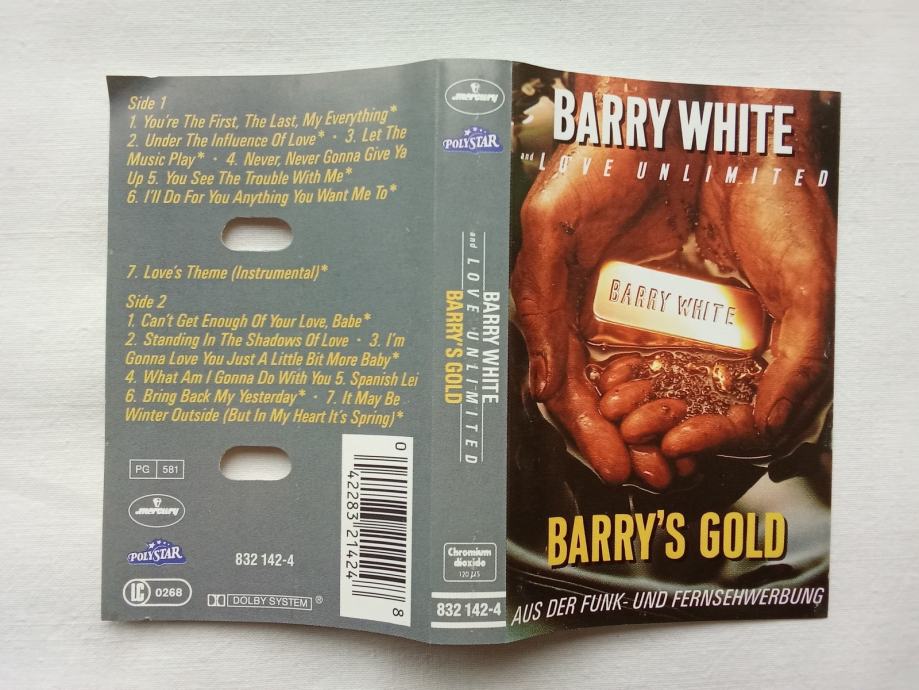 Side 1
1. You're The First, The Last, My Everything*
2. Under The Influence Of Love* · 3. Let The
Music Play* · 4. Never, Never Gonna Give Ya
Up 5. You See The Trouble With Me*
6. I'll Do For You Anything You Want Me To*
7. Love's Theme (Instrumental)*
Side 2
1. Can't Get Enough Of Your Love, Babe*
2. Standing In The Shadows Of Love · 3. I'm
Gonna Love You Just A Little Bit More Baby*
4. What Am I Gonna Do With You 5. Spanish Lei
6. Bring Back My Yesterday* · 7. It May Be
Winter Outside (But In My Heart It's Spring)*
PG 581
mercury
POLYSTAR
832 142-4
LC 0268
DOLBY SYSTEM ®
0 42283 21424 8
mercury
POLYSTAR
BARRY WHITE
and LOVE UNLIMITED
BARRY'S GOLD
Chromium
dioxide
120 µS
832 142-4
BARRY WHITE
and LOVE UNLIMITED
BARRY WHITE
BARRY'S GOLD
AUS DER FUNK- UND FERNSEHWERBUNG